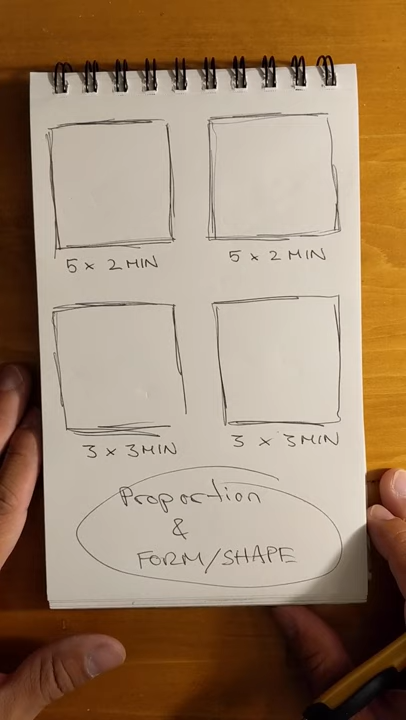 5 x 2 MIN
5 x 2 MIN
3 x 3 MIN
3 x 3 MIN
Proportion
&
FORM/SHAPE